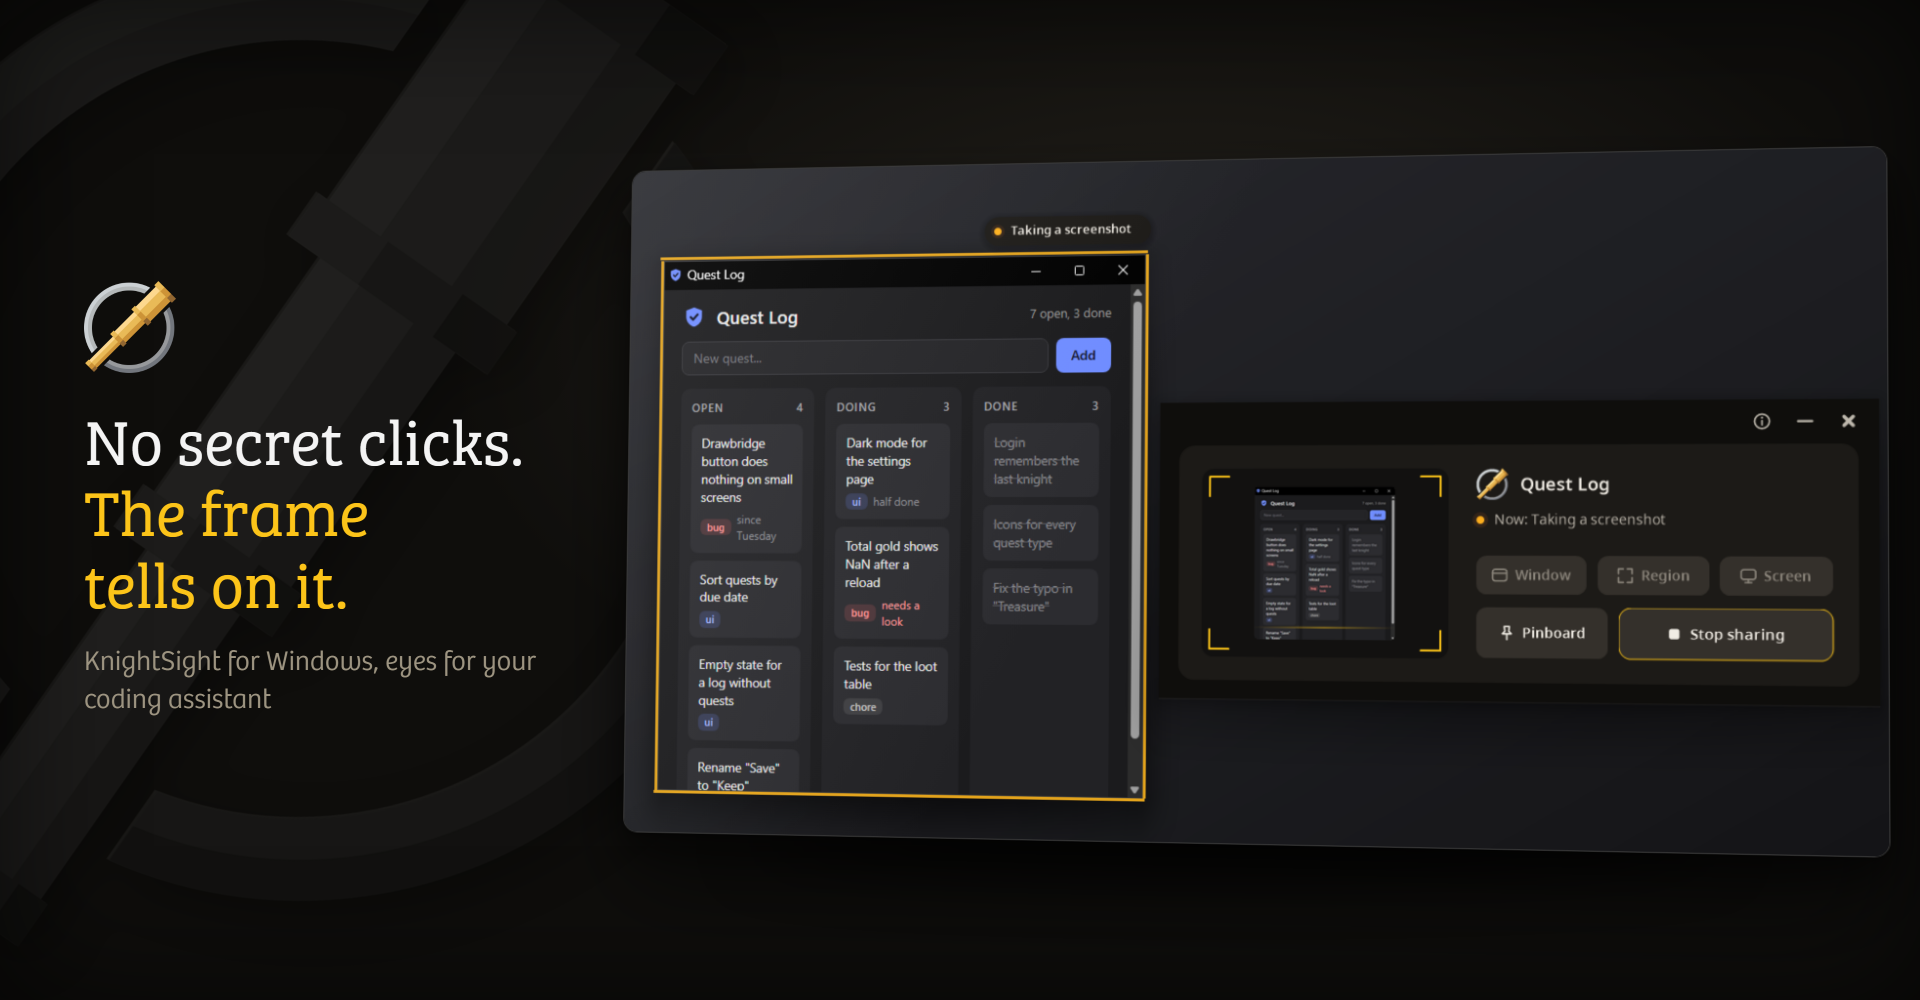 No secret clicks.
The frame
tells on it.
KnightSight for Windows, eyes for your
coding assistant
Taking a screenshot
Quest Log
Quest Log
7 open, 3 done
New quest...
Add
OPEN 4
Drawbridge
button does
nothing on small
screens
bug since
Tuesday
Sort quests by
due date
ui
Empty state for
a log without
quests
ui
Rename "Save"
to "Keep"
DOING 3
Dark mode for
the settings
page
ui half done
Total gold shows
NaN after a
reload
bug needs a
look
Tests for the loot
table
chore
DONE 3
Login
remembers the
last knight
Icons for every
quest type
Fix the typo in
"Treasure"
Quest Log
Now: Taking a screenshot
Window Region Screen
Pinboard Stop sharing